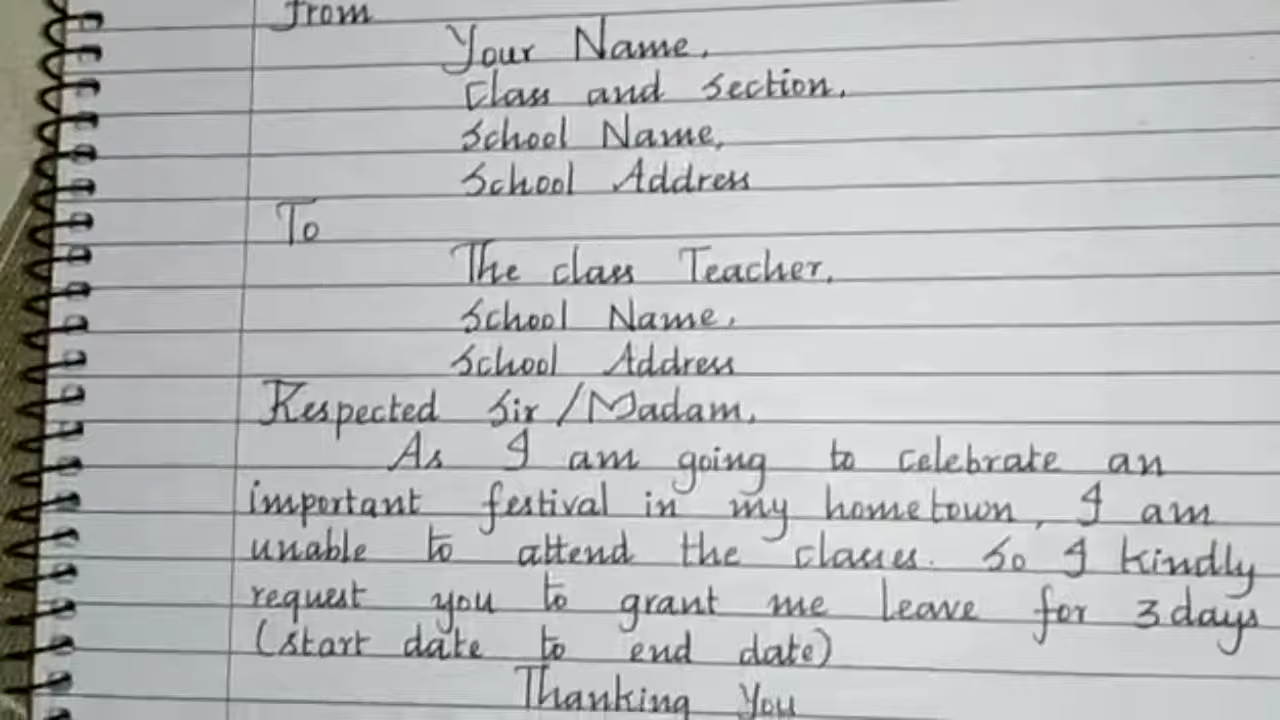 From
Your Name,
Class and section,
School Name,
School Address
To
The class Teacher,
School Name,
School Address
Respected Sir/Madam,
As I am going to celebrate an
important festival in my hometown, I am
unable to attend the classes. So I kindly
request you to grant me leave for 3 days
(start date to end date)
Thanking You